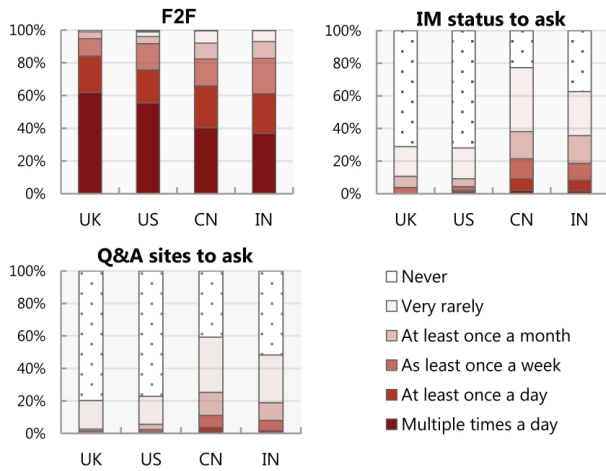 F2F
100%
80%
60%
40%
20%
0%
UK US CN IN
IM status to ask
100%
80%
60%
40%
20%
0%
UK US CN IN
Q&A sites to ask
100%
80%
60%
40%
20%
0%
UK US CN IN
Never
Very rarely
At least once a month
As least once a week
At least once a day
Multiple times a day